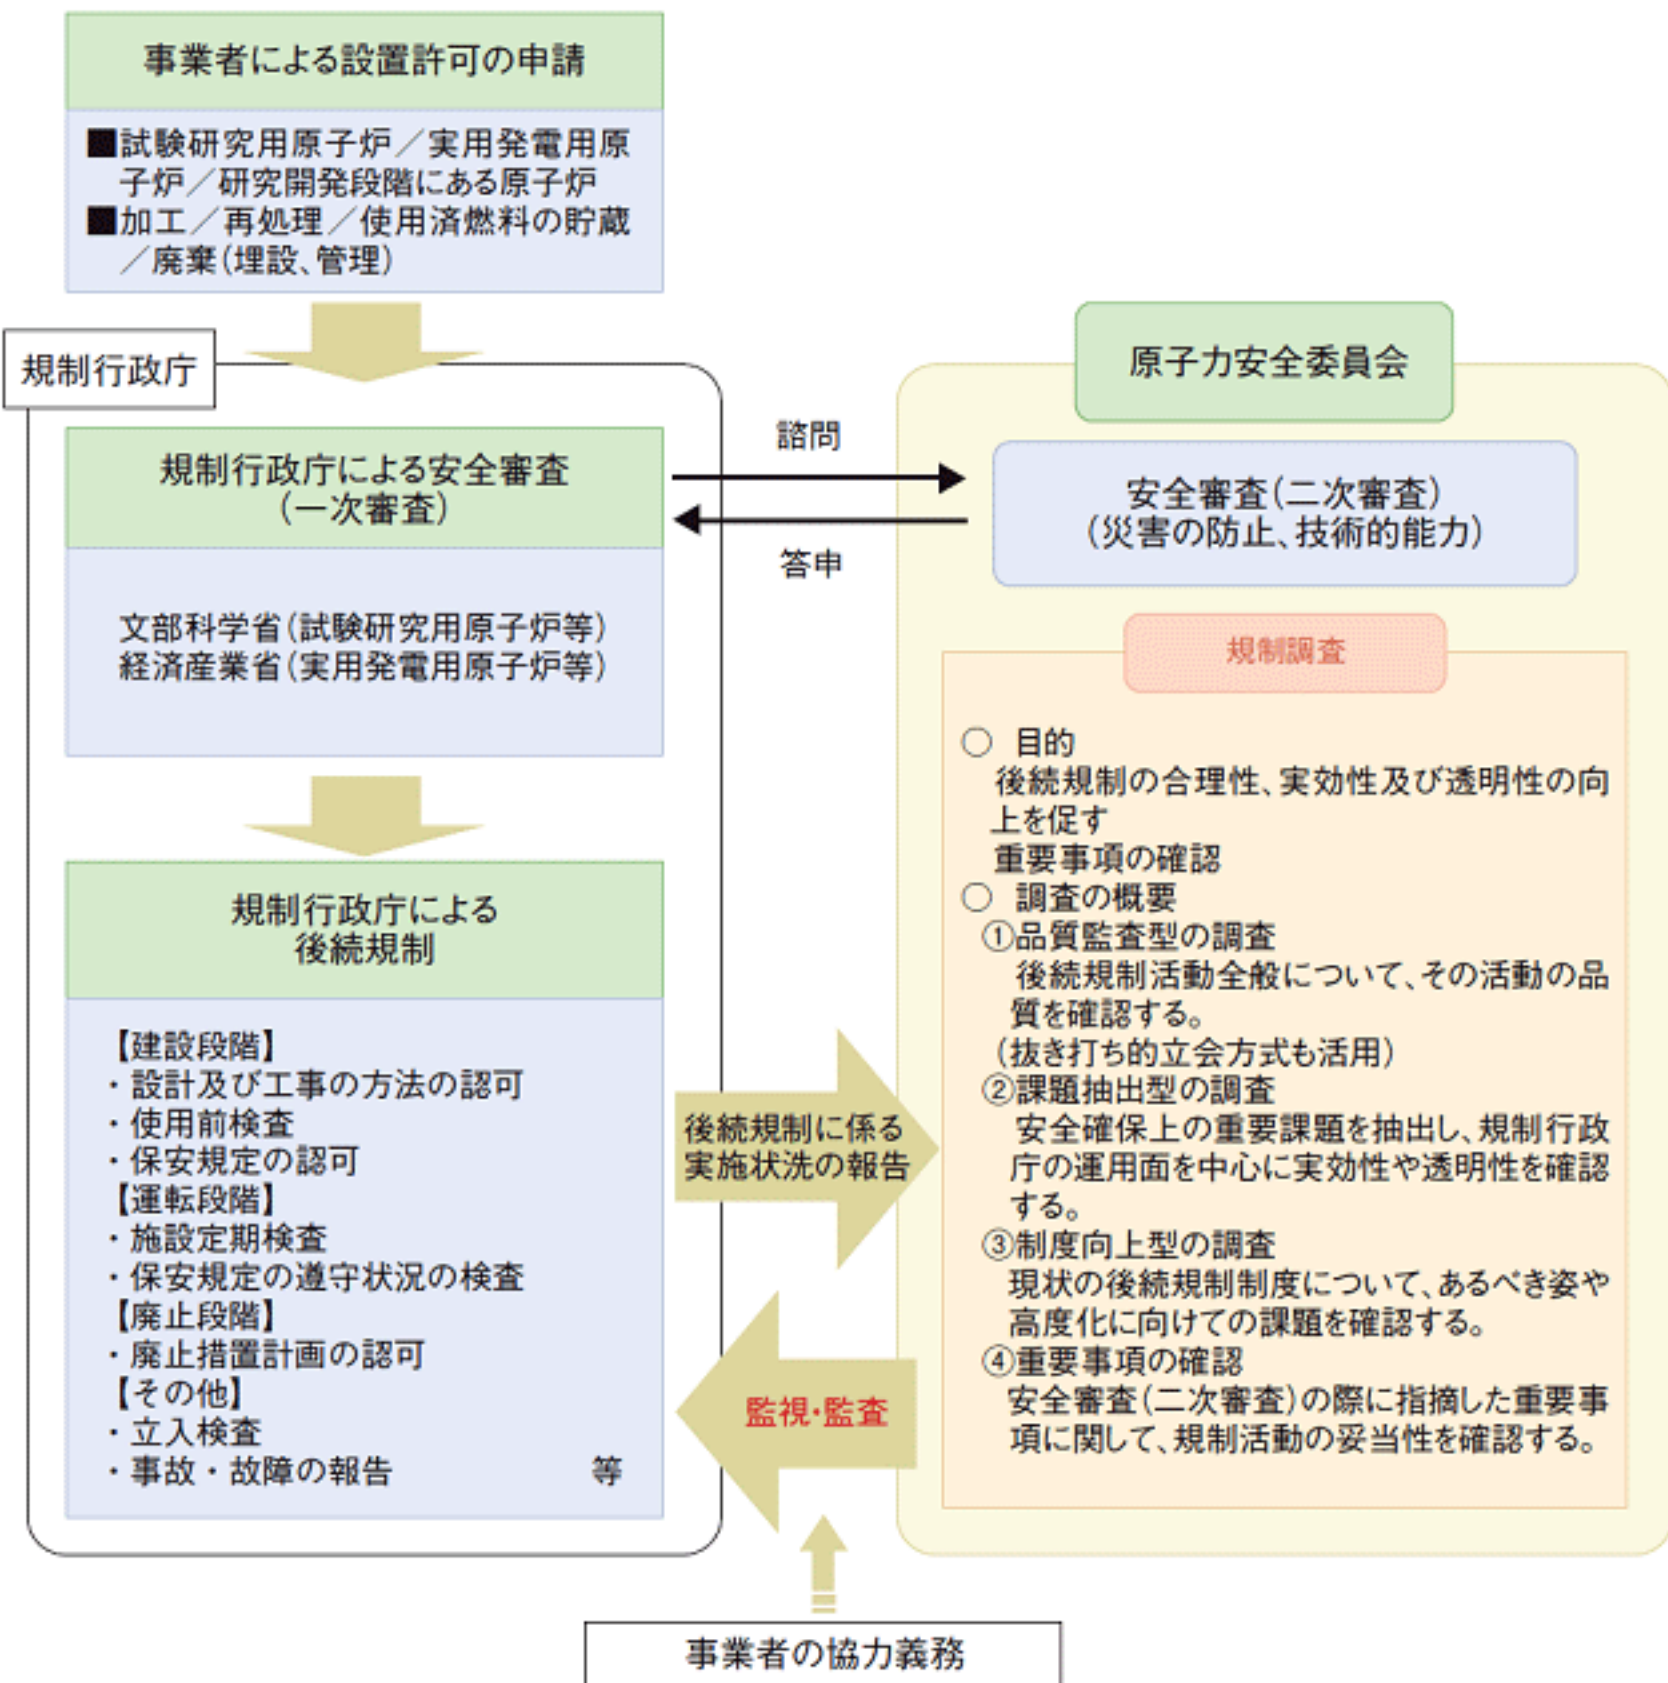 事業者による設置許可の申請
■試験研究用原子炉／実用発電用原
子炉／研究開発段階にある原子炉
■加工／再処理／使用済燃料の貯蔵
／廃棄(埋設、管理)
規制行政庁
規制行政庁による安全審査
(一次審査)
文部科学省(試験研究用原子炉等)
経済産業省(実用発電用原子炉等)
規制行政庁による
後続規制
【建設段階】
・設計及び工事の方法の認可
・使用前検査
・保安規定の認可
【運転段階】
・施設定期検査
・保安規定の遵守状況の検査
【廃止段階】
・廃止措置計画の認可
【その他】
・立入検査
・事故・故障の報告 等
諮問
答申
後続規制に係る
実施状況の報告
監視・監査
原子力安全委員会
安全審査(二次審査)
(災害の防止、技術的能力)
規制調査
○ 目的
後続規制の合理性、実効性及び透明性の向
上を促す
重要事項の確認
○ 調査の概要
①品質監査型の調査
後続規制活動全般について、その活動の品
質を確認する。
(抜き打ち的立会方式も活用)
②課題抽出型の調査
安全確保上の重要課題を抽出し、規制行政
庁の運用面を中心に実効性や透明性を確認
する。
③制度向上型の調査
現状の後続規制制度について、あるべき姿や
高度化に向けての課題を確認する。
④重要事項の確認
安全審査(二次審査)の際に指摘した重要事
項に関して、規制活動の妥当性を確認する。
事業者の協力義務